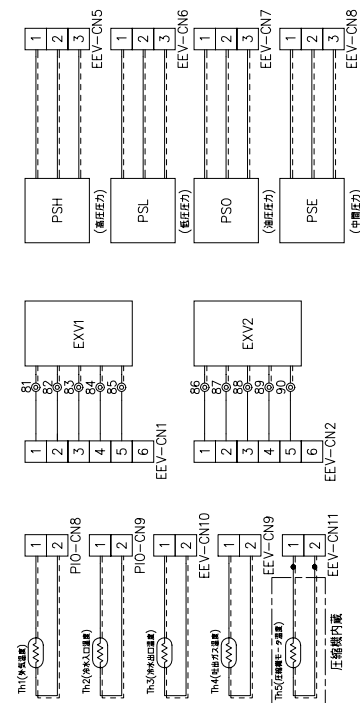 Th1(外気温度)
1
2
PIO-CN8
Th2(冷水入口温度)
1
2
PIO-CN9
Th3(冷水出口温度)
1
2
EEV-CN10
Th4(吐出ガス温度)
1
2
EEV-CN9
Th5(圧縮機モータ温度)
1
2
EEV-CN11
圧縮機内蔵
1
2
3
4
5
6
EEV-CN1
81
82
83
84
85
EXV1
1
2
3
4
5
6
EEV-CN2
86
87
88
89
90
EXV2
PSH
(高圧圧力)
1
2
3
EEV-CN5
PSL
(低圧圧力)
1
2
3
EEV-CN6
PSO
(油圧圧力)
1
2
3
EEV-CN7
PSE
(中間圧力)
1
2
3
EEV-CN8